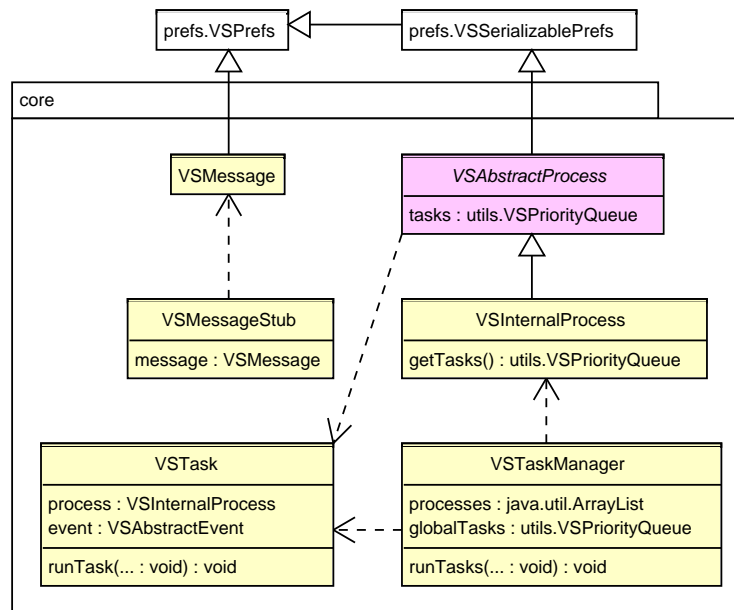 prefs.VSPrefs
prefs.VSSerializablePrefs
core
VSMessage
VSAbstractProcess
tasks : utils.VSPriorityQueue
VSMessageStub
message : VSMessage
VSInternalProcess
getTasks() : utils.VSPriorityQueue
VSTask
process : VSInternalProcess
event : VSAbstractEvent
runTask(... : void) : void
VSTaskManager
processes : java.util.ArrayList
globalTasks : utils.VSPriorityQueue
runTasks(... : void) : void